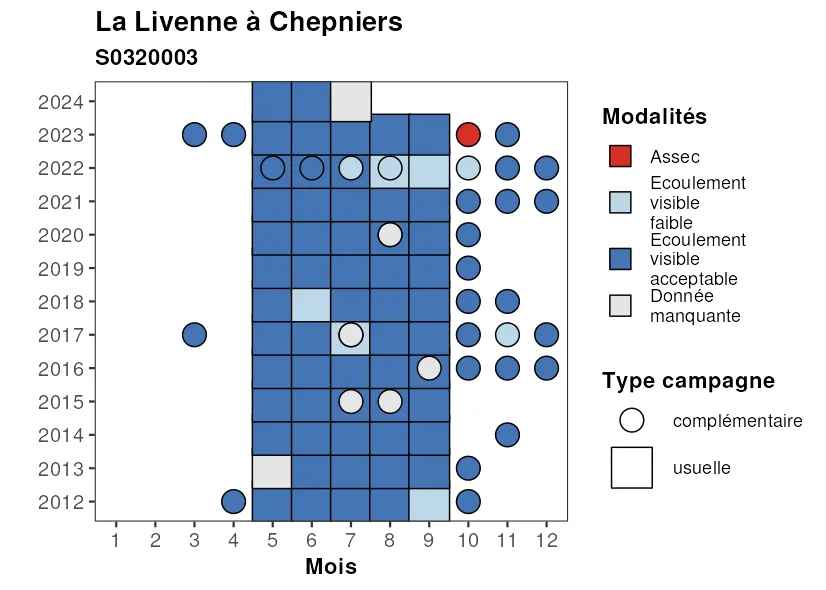 La Livenne à Chepniers
S0320003
2024
2023
2022
2021
2020
2019
2018
2017
2016
2015
2014
2013
2012
1 2 3 4 5 6 7 8 9 10 11 12
Mois
Modalités
Assec
Ecoulement
visible
faible
Ecoulement
visible
acceptable
Donnée
manquante
Type campagne
complémentaire
usuelle